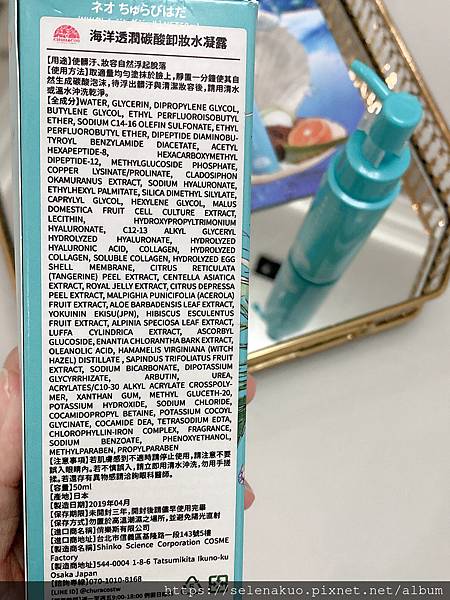 ネオ ちゅらびはだ
海洋透潤碳酸卸妝水凝露
【用途】使髒汙、妝容自然浮起脫落
【使用方法】取適量均勻塗抹於臉上，靜置一分鐘使其自
然生成碳酸泡沫，待浮出髒汙與清潔妝容後，請用清水
或溫水沖洗乾淨。
【全成分】WATER, GLYCERIN, DIPROPYLENE GLYCOL,
BUTYLENE GLYCOL, ETHYL PERFLUOROISOBUTYL
ETHER, SODIUM C14-16 OLEFIN SULFONATE, ETHYL
PERFLUOROBUTYL ETHER, DIPEPTIDE DIAMINOBU-
TYROYL BENZYLAMIDE DIACETATE, ACETYL
HEXAPEPTIDE-8, HEXACARBOXYMETHYL
DIPEPTIDE-12, METHYLGLUCOSIDE PHOSPHATE,
COPPER LYSINATE/PROLINATE, CLADOSIPHON
OKAMURANUS EXTRACT, SODIUM HYALURONATE,
ETHYLHEXYL PALMITATE, SILICA DIMETHYL SILYLATE,
CAPRYLYL GLYCOL, HEXYLENE GLYCOL, MALUS
DOMESTICA FRUIT CELL CULTURE EXTRACT,
LECITHIN, HYDROXYPROPYLTRIMONIUM
HYALURONATE, C12-13 ALKYL GLYCERYL
HYDROLYZED HYALURONATE, HYDROLYZED
HYALURONIC ACID, COLLAGEN, HYDROLYZED
COLLAGEN, SOLUBLE COLLAGEN, HYDROLYZED EGG
SHELL MEMBRANE, CITRUS RETICULATA
(TANGERINE) PEEL EXTRACT, CENTELLA ASIATICA
EXTRACT, ROYAL JELLY EXTRACT, CITRUS DEPRESSA
PEEL EXTRACT, MALPIGHIA PUNICIFOLIA (ACEROLA)
FRUIT EXTRACT, ALOE BARBADENSIS LEAF EXTRACT,
YOKUININ EKISU(JPN), HIBISCUS ESCULENTUS
FRUIT EXTRACT, ALPINIA SPECIOSA LEAF EXTRACT,
LUFFA CYLINDRICA EXTRACT, ASCORBYL
GLUCOSIDE, ENANTIA CHLORANTHA BARK EXTRACT,
OLEANOLIC ACID, HAMAMELIS VIRGINIANA (WITCH
HAZEL) DISTILLATE , SAPINDUS TRIFOLIATUS FRUIT
EXTRACT, SODIUM BICARBONATE, DIPOTASSIUM
GLYCYRRHIZATE, ARBUTIN, UREA,
ACRYLATES/C10-30 ALKYL ACRYLATE CROSSPOLY-
MER, XANTHAN GUM, METHYL GLUCETH-20,
POTASSIUM HYDROXIDE, SODIUM CHLORIDE,
COCAMIDOPROPYL BETAINE, POTASSIUM COCOYL
GLYCINATE, COCAMIDE DEA, TETRASODIUM EDTA,
CHLOROPHYLLIN-IRON COMPLEX, FRAGRANCE,
SODIUM BENZOATE, PHENOXYETHANOL,
METHYLPARABEN, PROPYLPARABEN
【注意事項】若肌膚感到不適時請停止使用，請注意不要
誤入眼睛內。若不慎誤入，請立即用清水沖洗，勿用手搓
揉。若還存有異物感請洽詢眼科醫師。
【容量】50ml
【產地】日本
【製造日期】2019年04月
【保存期限】未開封三年，開封後請儘早使用完畢
【保存方式】勿置於高溫潮濕之場所，並避免陽光直射
【進口商名稱】俏樂斯有限公司
【進口商地址】台北市信義區基隆路一段143號5樓
【製造商名稱】Shinko Science Corporation COSME
Factory
【製造商地址】544-0001 1-8-6 Tatsumikita Ikuno-ku
Osaka Japan
【諮詢專線】070-1010-8168
LINE ID】@churacostw
9:00-18:00
https://selenakuo.pixnet.net/album